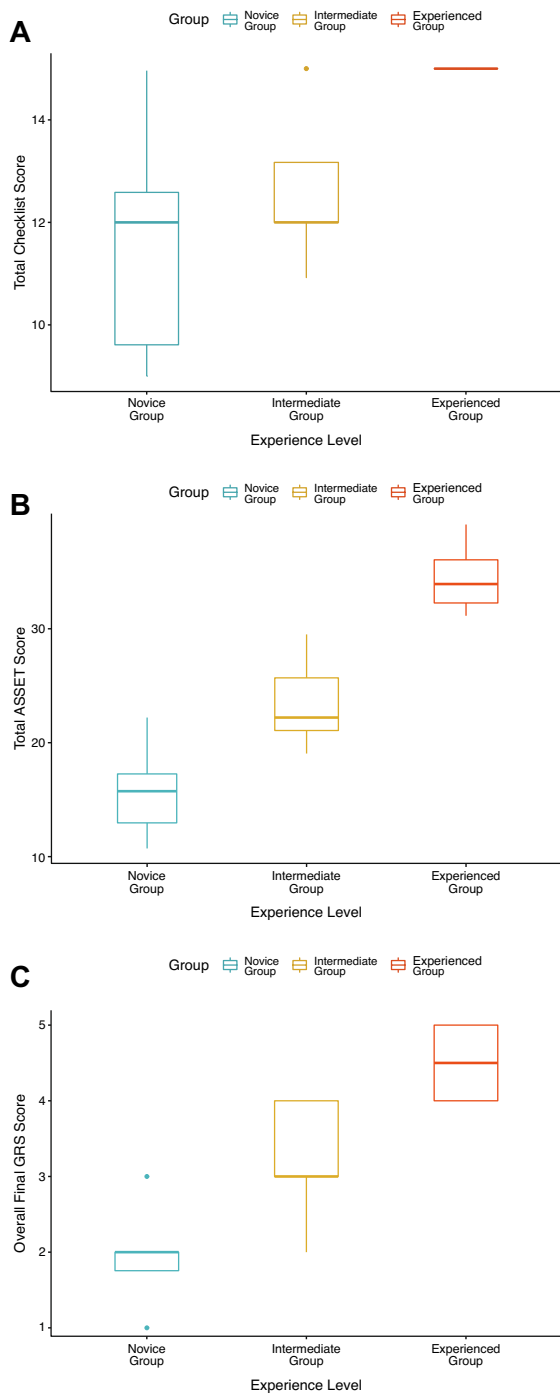 A
Group
Novice
Group
Intermediate
Group
Experienced
Group
Total Checklist Score
14
12
10
Novice
Group
Intermediate
Group
Experienced
Group
Experience Level
B
Group
Novice
Group
Intermediate
Group
Experienced
Group
Total ASSET Score
30
20
10
Novice
Group
Intermediate
Group
Experienced
Group
Experience Level
C
Group
Novice
Group
Intermediate
Group
Experienced
Group
Overall Final GRS Score
5
4
3
2
1
Novice
Group
Intermediate
Group
Experienced
Group
Experience Level